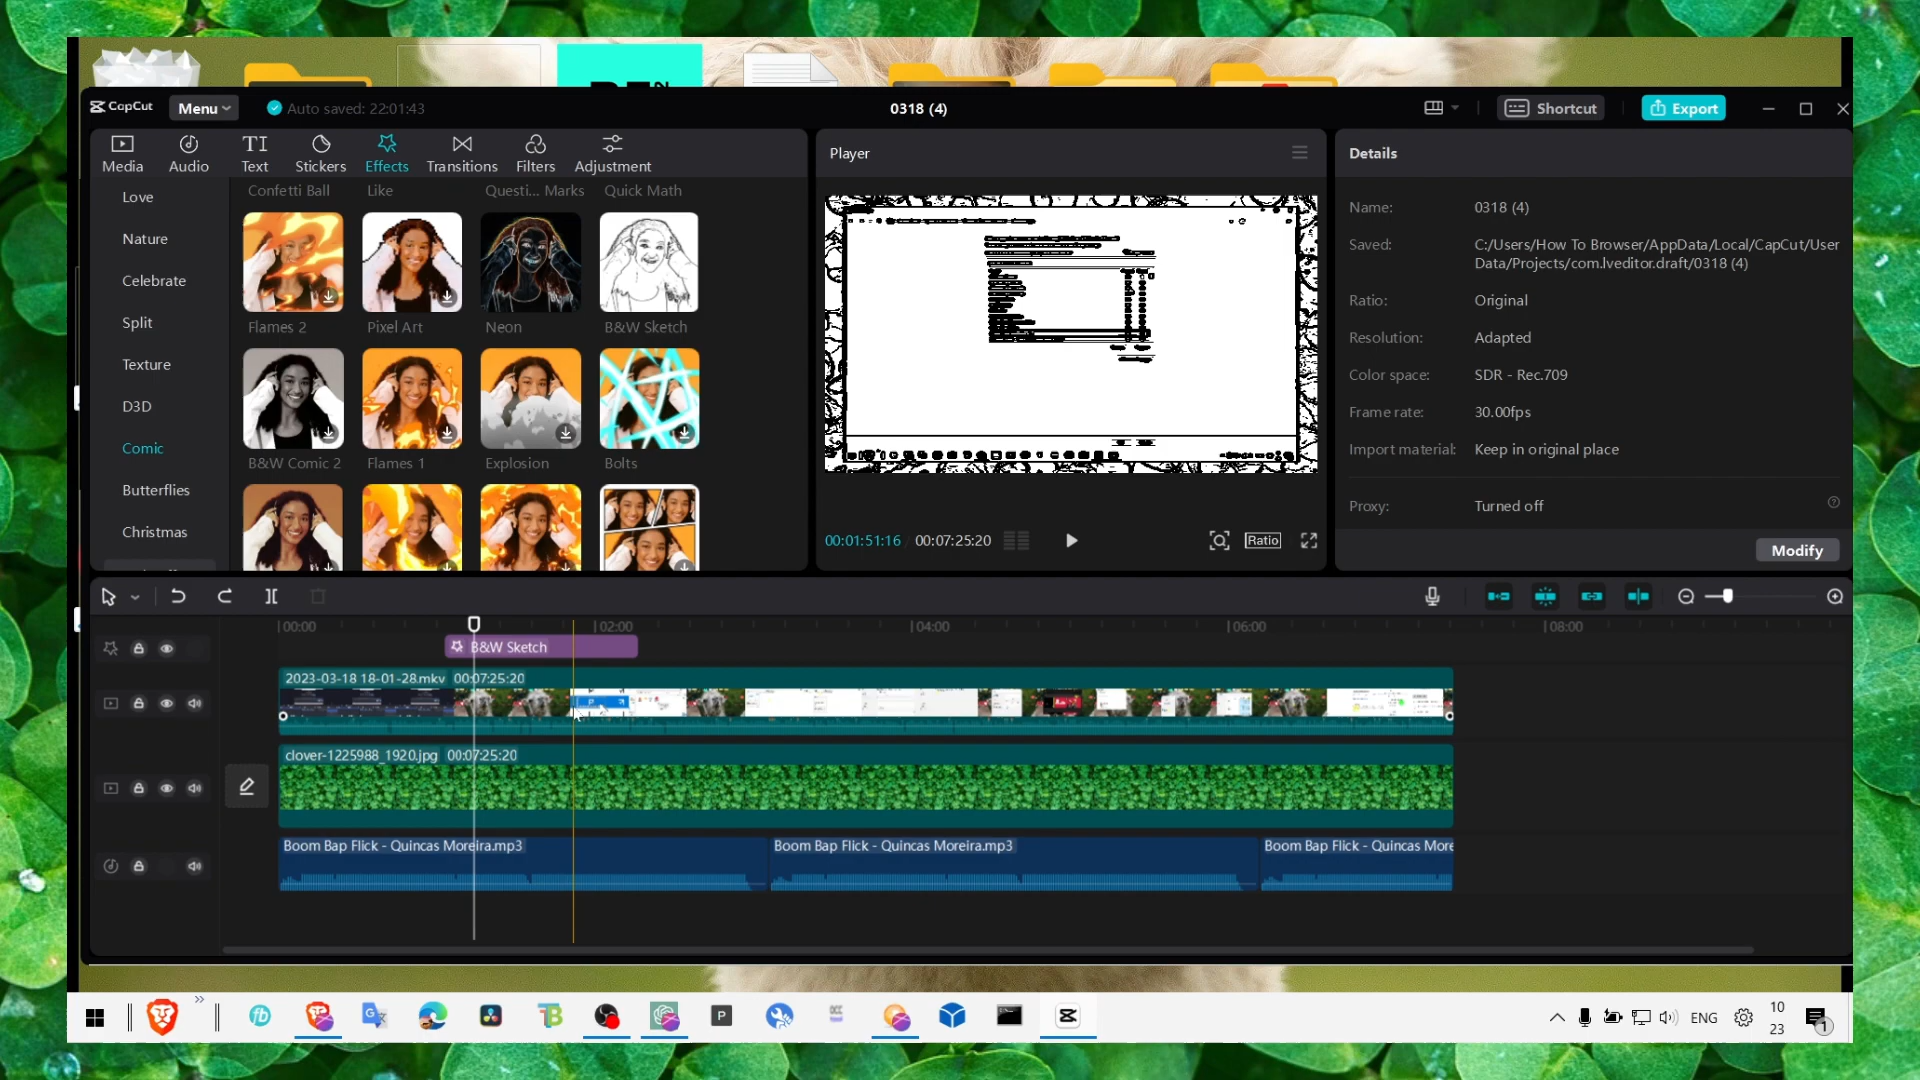 CapCut
Menu
Auto saved: 22:01:43
0318 (4)
Shortcut
Export
Media
Audio
TI
Text
Stickers
Effects
Transitions
Filters
Adjustment
Player
Details
Love
Nature
Celebrate
Split
Texture
D3D
Comic
Butterflies
Christmas
Confetti Ball
Like
Questi... Marks
Quick Math
Flames 2
Pixel Art
Neon
B&W Sketch
B&W Comic 2
Flames 1
Explosion
Bolts
00:01:51:16
00:07:25:20
Ratio
Name:
0318 (4)
Saved:
C:/Users/How To Browser/AppData/Local/CapCut/User
Data/Projects/com.lveditor.draft/0318 (4)
Ratio:
Original
Resolution:
Adapted
Color space:
SDR - Rec.709
Frame rate:
30.00fps
Import material:
Keep in original place
Proxy:
Turned off
Modify
00:00
02:00
04:00
06:00
08:00
B&W Sketch
2023-03-18 18-01-28.mkv 00:07:25:20
clover-1225988_1920.jpg 00:07:25:20
Boom Bap Flick - Quincas Moreira.mp3
Boom Bap Flick - Quincas Moreira.mp3
Boom Bap Flick - Quincas More
fb
G
TB
P
ENG
10
23
1